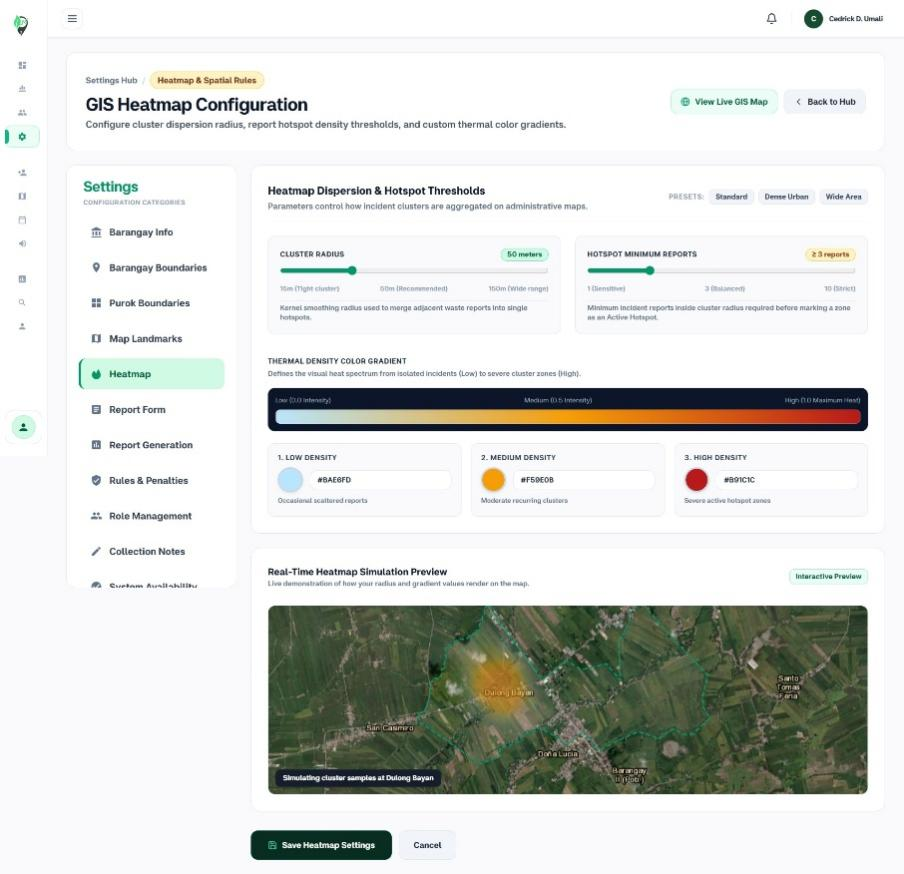 C
Cedrick D. Umali
Settings Hub / Heatmap & Spatial Rules
GIS Heatmap Configuration
Configure cluster dispersion radius, report hotspot density thresholds, and custom thermal color gradients.
View Live GIS Map
Back to Hub
Settings
CONFIGURATION CATEGORIES
Barangay Info
Barangay Boundaries
Purok Boundaries
Map Landmarks
Heatmap
Report Form
Report Generation
Rules & Penalties
Role Management
Collection Notes
System Availability
Heatmap Dispersion & Hotspot Thresholds
Parameters control how incident clusters are aggregated on administrative maps.
PRESETS: Standard Dense Urban Wide Area
CLUSTER RADIUS 50 meters
15m (Tight cluster) 50m (Recommended) 150m (Wide range)
Kernel smoothing radius used to merge adjacent waste reports into single
hotspots.
HOTSPOT MINIMUM REPORTS ≥ 3 reports
1 (Sensitive) 3 (Balanced) 10 (Strict)
Minimum incident reports inside cluster radius required before marking a zone
as an Active Hotspot.
THERMAL DENSITY COLOR GRADIENT
Defines the visual heat spectrum from isolated incidents (Low) to severe cluster zones (High).
Low (0.0 Intensity) Medium (0.5 Intensity) High (1.0 Maximum Heat)
1. LOW DENSITY
#BAE6FD
Occasional scattered reports
2. MEDIUM DENSITY
#F59E0B
Moderate recurring clusters
3. HIGH DENSITY
#B91C1C
Severe active hotspot zones
Real-Time Heatmap Simulation Preview
Live demonstration of how your radius and gradient values render on the map.
Interactive Preview
Dulong Bayan
Santo
Tomas
San Casimiro
Doña Lucia
Barangay
II (Pob.)
Simulating cluster samples at Dulong Bayan
Save Heatmap Settings
Cancel